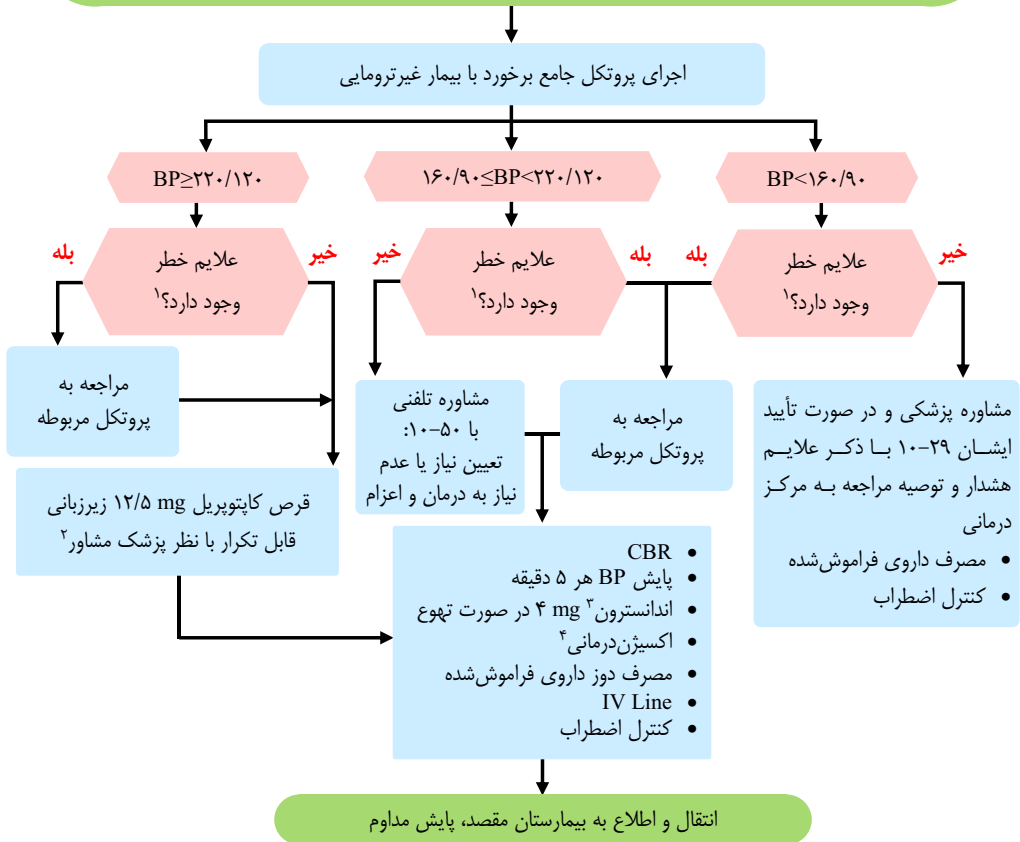 اجرای پروتکل جامع برخورد با بیمار غیرترومایی
BP<۱۶۰/۹۰
۱۶۰/۹۰≤BP<۲۲۰/۱۲۰
BP≥۲۲۰/۱۲۰
خیر
علایم خطر
وجود دارد؟۱
بله
بله
علایم خطر
وجود دارد؟۱
خیر
خیر
علایم خطر
وجود دارد؟۱
بله
مشاوره پزشکی و در صورت تأیید
ایشان ۲۹-۱۰ با ذکر علایم
هشدار و توصیه مراجعه به مرکز
درمانی
• مصرف داروی فراموش‌شده
• کنترل اضطراب
مراجعه به
پروتکل مربوطه
مشاوره تلفنی
با ۵۰-۱۰:
تعیین نیاز یا عدم
نیاز به درمان و اعزام
مراجعه به
پروتکل مربوطه
قرص کاپتوپریل ۱۲/۵ mg زیرزبانی
قابل تکرار با نظر پزشک مشاور۲
• CBR
• پایش BP هر ۵ دقیقه
• اندانسترون۳ ۴ mg در صورت تهوع
• اکسیژن‌درمانی۴
• مصرف دوز داروی فراموش‌شده
• IV Line
• کنترل اضطراب
انتقال و اطلاع به بیمارستان مقصد، پایش مداوم